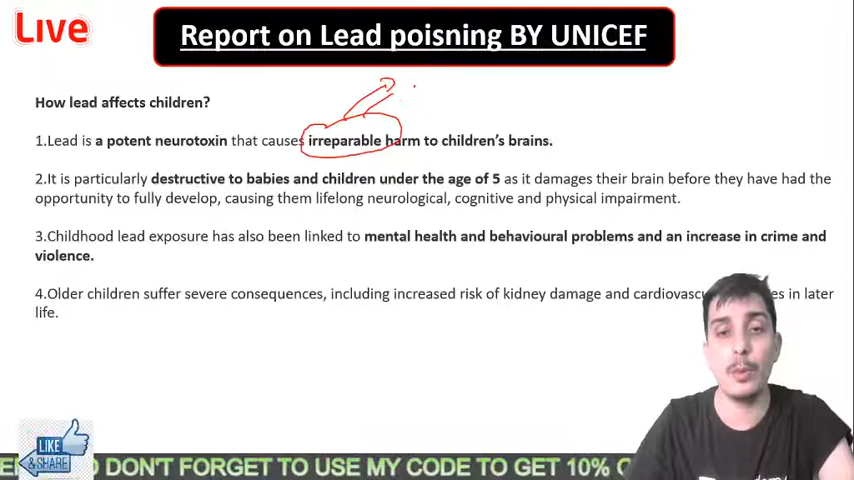 Live
Report on Lead poisning BY UNICEF
How lead affects children?
1.Lead is a potent neurotoxin that causes irreparable harm to children's brains.
2.It is particularly destructive to babies and children under the age of 5 as it damages their brain before they have had the
opportunity to fully develop, causing them lifelong neurological, cognitive and physical impairment.
3.Childhood lead exposure has also been linked to mental health and behavioural problems and an increase in crime and
violence.
4.Older children suffer severe consequences, including increased risk of kidney damage and in later
life.
LIKE
&SHARE
DON'T FORGET TO USE MY CODE TO GET 10%